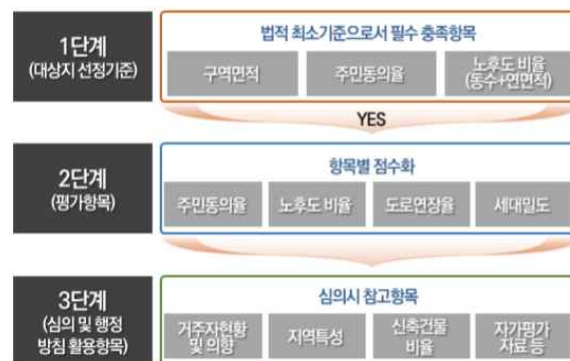 1단계
(대상지 선정기준)
법적 최소기준으로서 필수 충족항목
구역면적
주민동의율
노후도 비율
(동수+연면적)
YES
2단계
(평가항목)
항목별 점수화
주민동의율
노후도 비율
도로연장율
세대밀도
3단계
(심의 및 행정
방침 활용항목)
심의시 참고항목
거주자현황
및 의향
지역특성
신축건물
비율
자가평가
자료 등